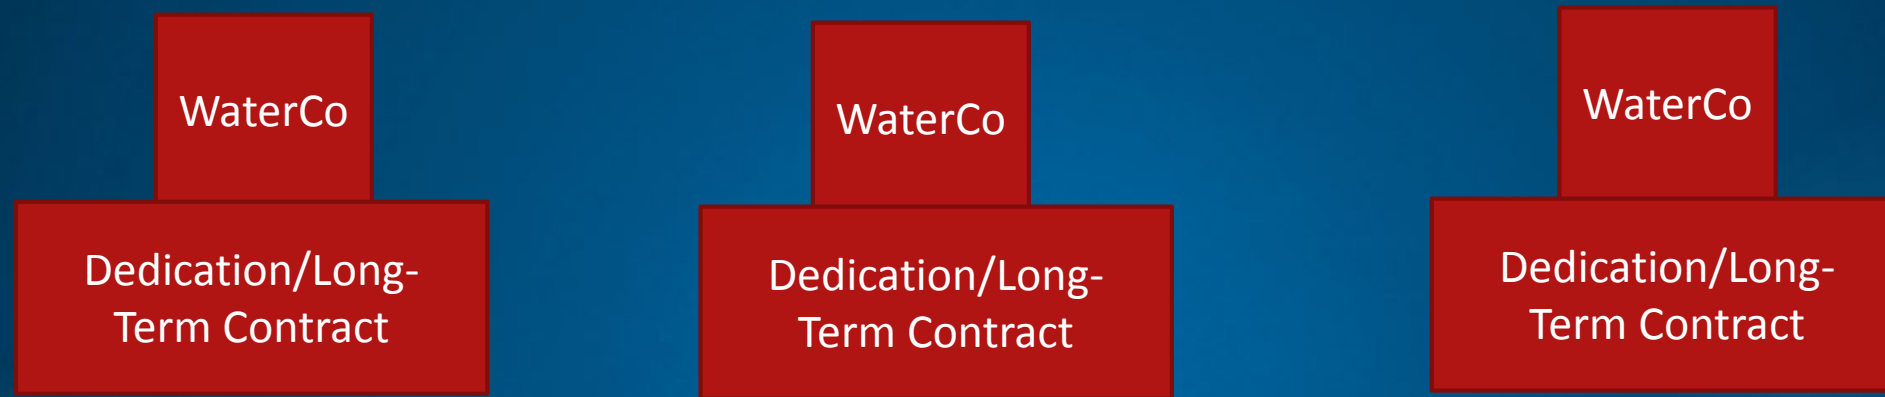 WaterCo
Dedication/Long-
Term Contract
WaterCo
Dedication/Long-
Term Contract
WaterCo
Dedication/Long-
Term Contract